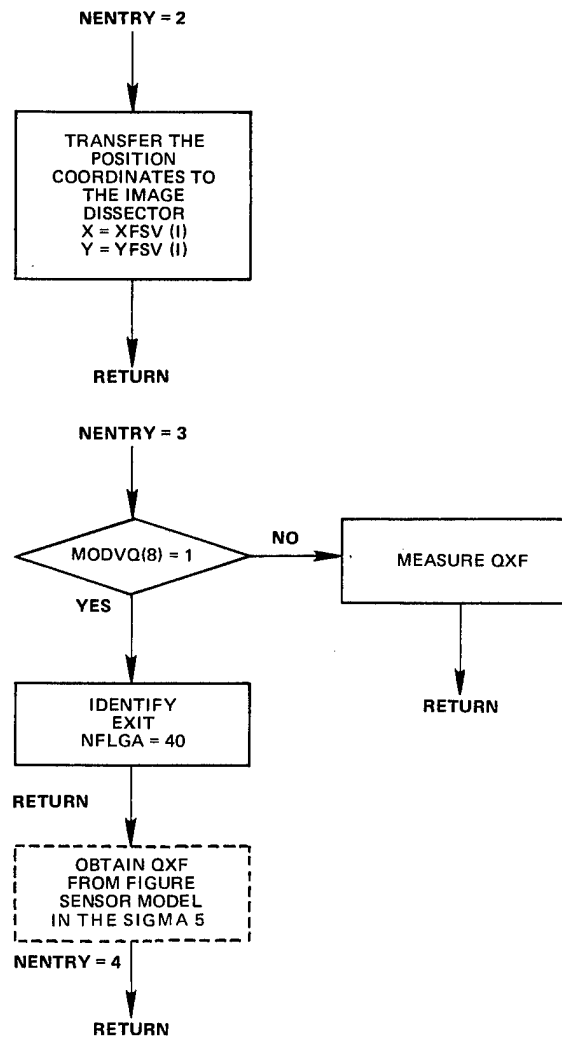 NENTRY = 2
TRANSFER THE
POSITION
COORDINATES TO
THE IMAGE
DISSECTOR
X = XFSV (I)
Y = YFSV (I)
RETURN
NENTRY = 3
MODVQ(8) = 1
NO
MEASURE QXF
YES
RETURN
IDENTIFY
EXIT
NFLGA = 40
RETURN
OBTAIN QXF
FROM FIGURE
SENSOR MODEL
IN THE SIGMA 5
NENTRY = 4
RETURN